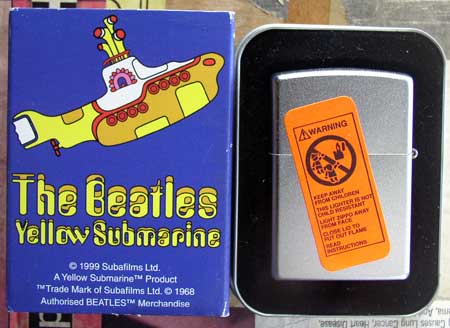 The Beatles
Yellow Submarine
© 1999 Subafilms Ltd.
A Yellow Submarine™ Product
™Trade Mark of Subafilms Ltd. © 1968
Authorised BEATLES™ Merchandise
WARNING
KEEP AWAY
FROM CHILDREN
THIS LIGHTER IS NOT
CHILD RESISTANT
LIGHT ZIPPO AWAY
FROM FACE
CLOSE LID TO
PUT OUT FLAME
READ
INSTRUCTIONS
Causes Lung Cancer, Heart Disease,